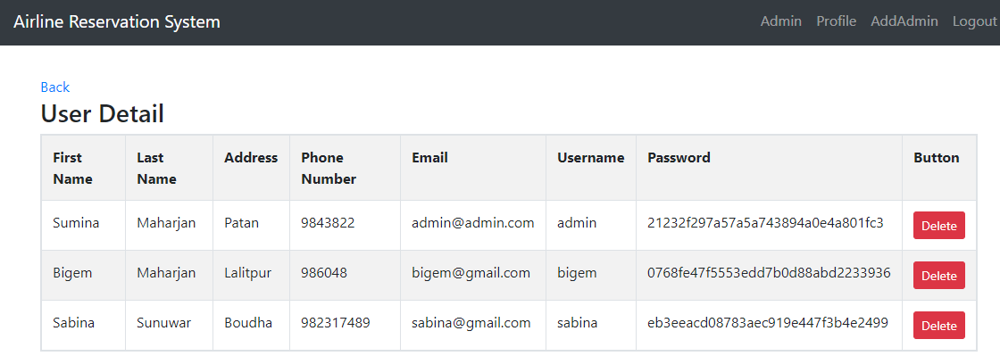 Airline Reservation System Admin Profile AddAdmin Logout
Back
User Detail
First Name Last Name Address Phone Number Email Username Password Button
Sumina Maharjan Patan 9843822 admin@admin.com admin 21232f297a57a5a743894a0e4a801fc3 Delete
Bigem Maharjan Lalitpur 986048 bigem@gmail.com bigem 0768fe47f5553edd7b0d88abd2233936 Delete
Sabina Sunuwar Boudha 982317489 sabina@gmail.com sabina eb3eeacd08783aec919e447f3b4e2499 Delete